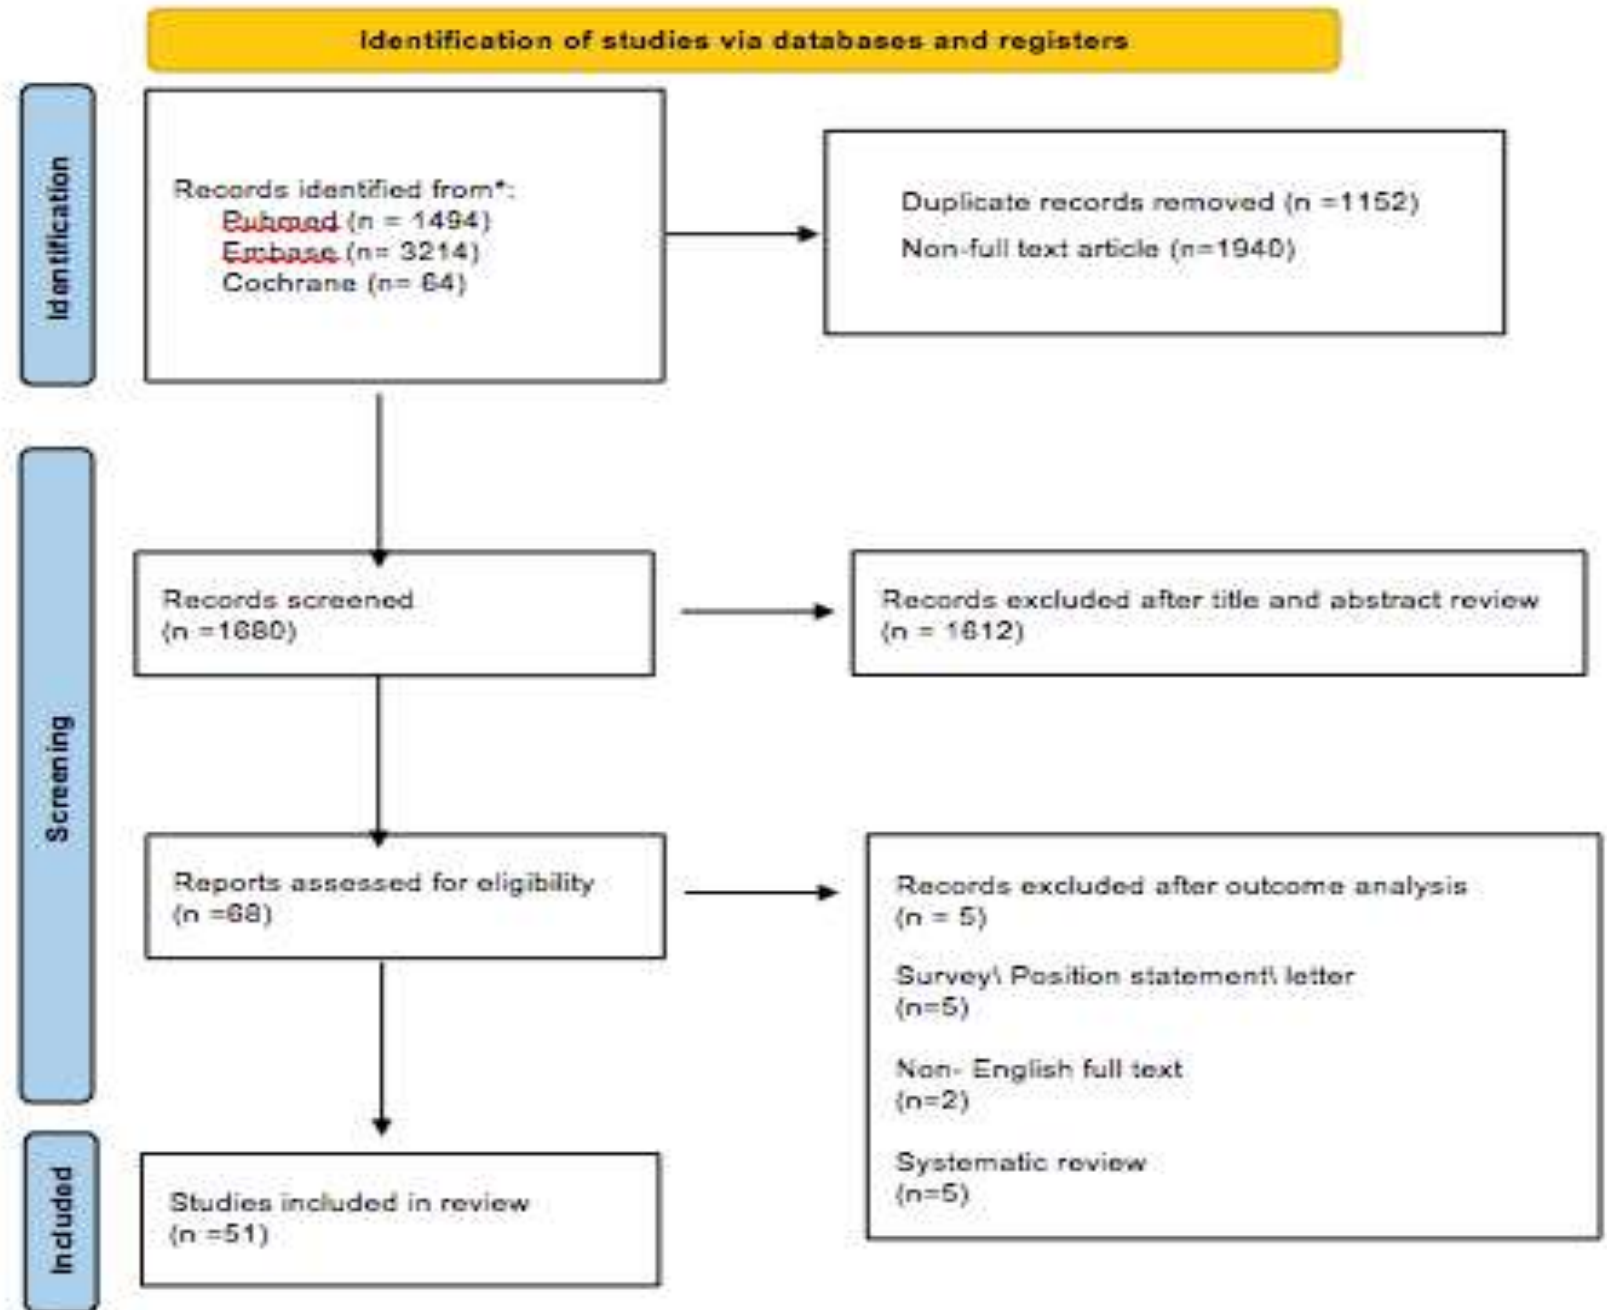 Identification of studies via databases and registers
Identification
Records identified from*:
Pubmed (n = 1494)
Embase (n= 3214)
Cochrane (n= 64)
Duplicate records removed (n =1152)
Non-full text article (n=1940)
Screening
Records screened
(n =1680)
Records excluded after title and abstract review
(n = 1612)
Reports assessed for eligibility
(n =68)
Records excluded after outcome analysis
(n = 5)
Survey\ Position statement\ letter
(n=5)
Non- English full text
(n=2)
Systematic review
(n=5)
Included
Studies included in review
(n =51)